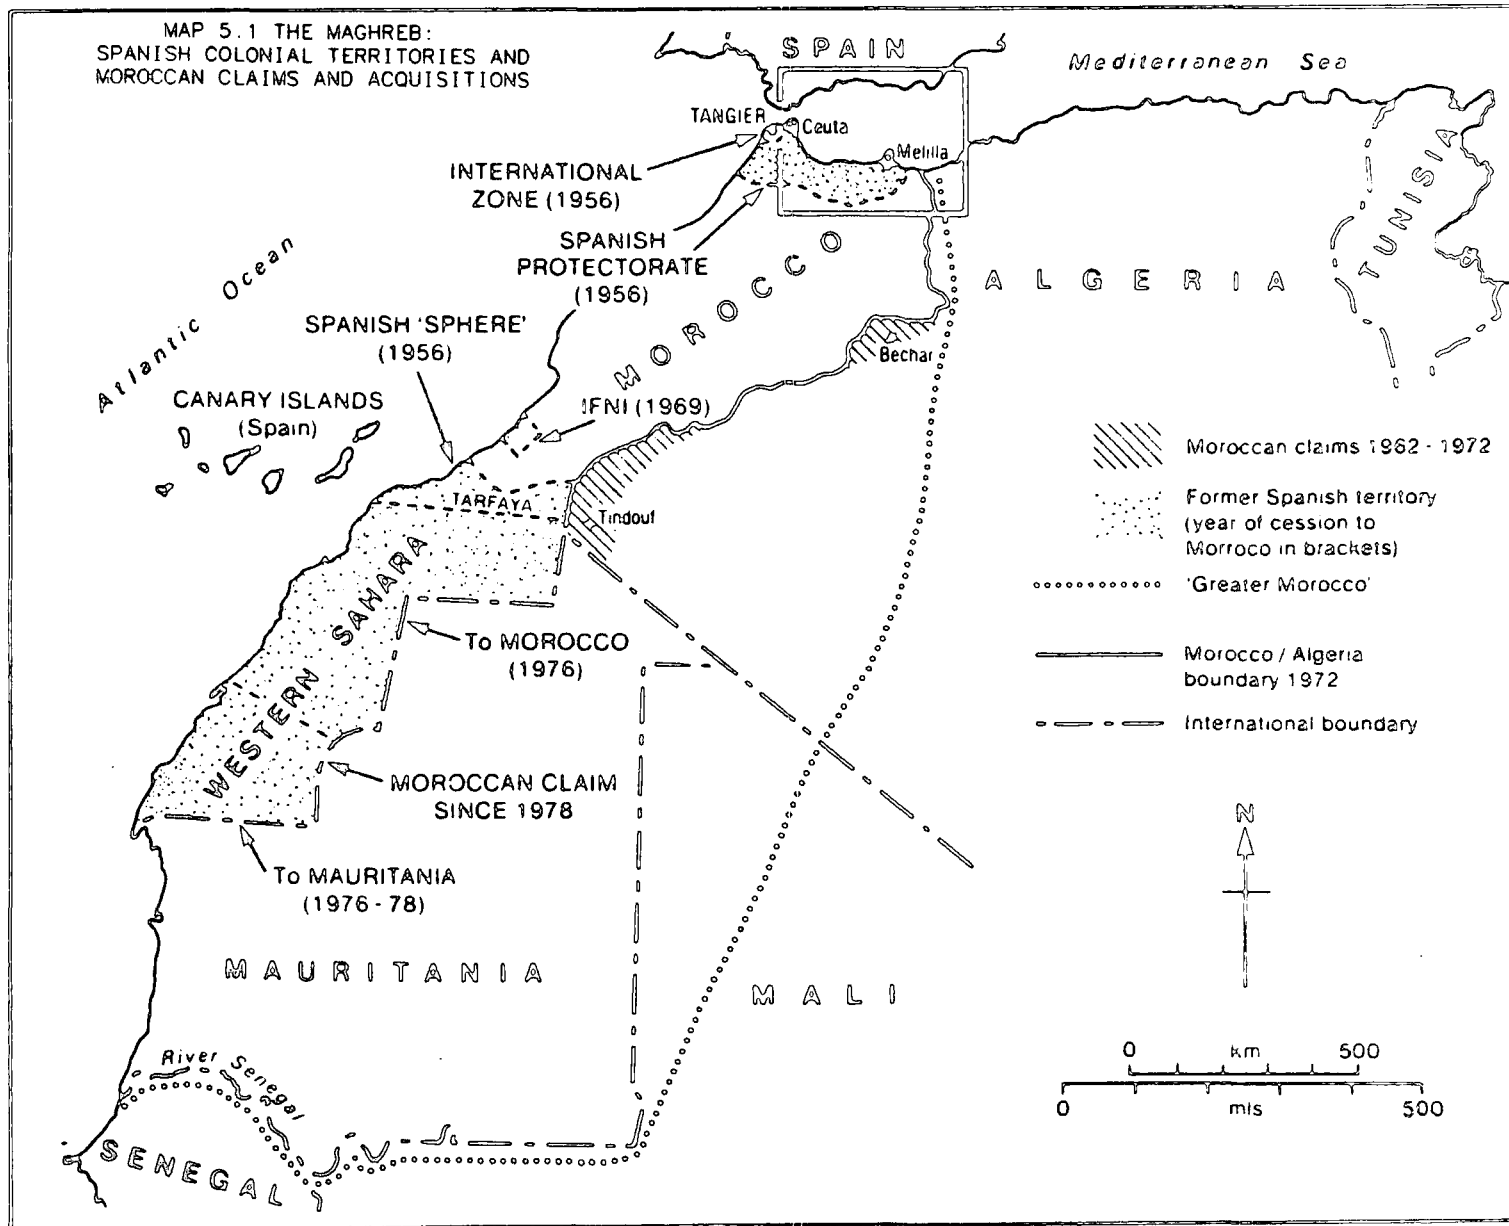 MAP 5.1 THE MAGHREB:
SPANISH COLONIAL TERRITORIES AND
MOROCCAN CLAIMS AND ACQUISITIONS
SPAIN
Mediterranean Sea
TANGIER
Ceuta
Melilla
INTERNATIONAL
ZONE (1956)
SPANISH
PROTECTORATE
(1956)
TUNISIA
Atlantic Ocean
MOROCCO
ALGERIA
SPANISH 'SPHERE'
(1956)
Bechar
CANARY ISLANDS
(Spain)
IFNI (1969)
TARFAYA
Tindouf
Moroccan claims 1962 - 1972
Former Spanish territory
(year of cession to
Morroco in brackets)
'Greater Morocco'
Morocco / Algeria
boundary 1972
International boundary
WESTERN SAHARA
To MOROCCO
(1976)
MOROCCAN CLAIM
SINCE 1978
To MAURITANIA
(1976 - 78)
N
MAURITANIA
MALI
River Senegal
SENEGAL
0 km 500
0 mls 500